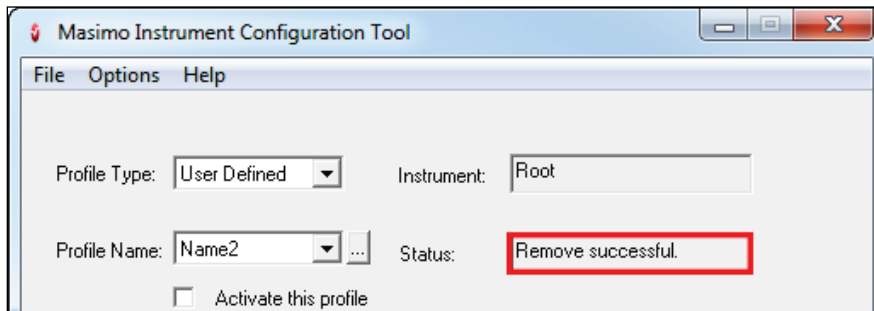 Masimo Instrument Configuration Tool
File Options Help
Profile Type: User Defined Instrument: Root
Profile Name: Name2 ... Status: Remove successful.
Activate this profile